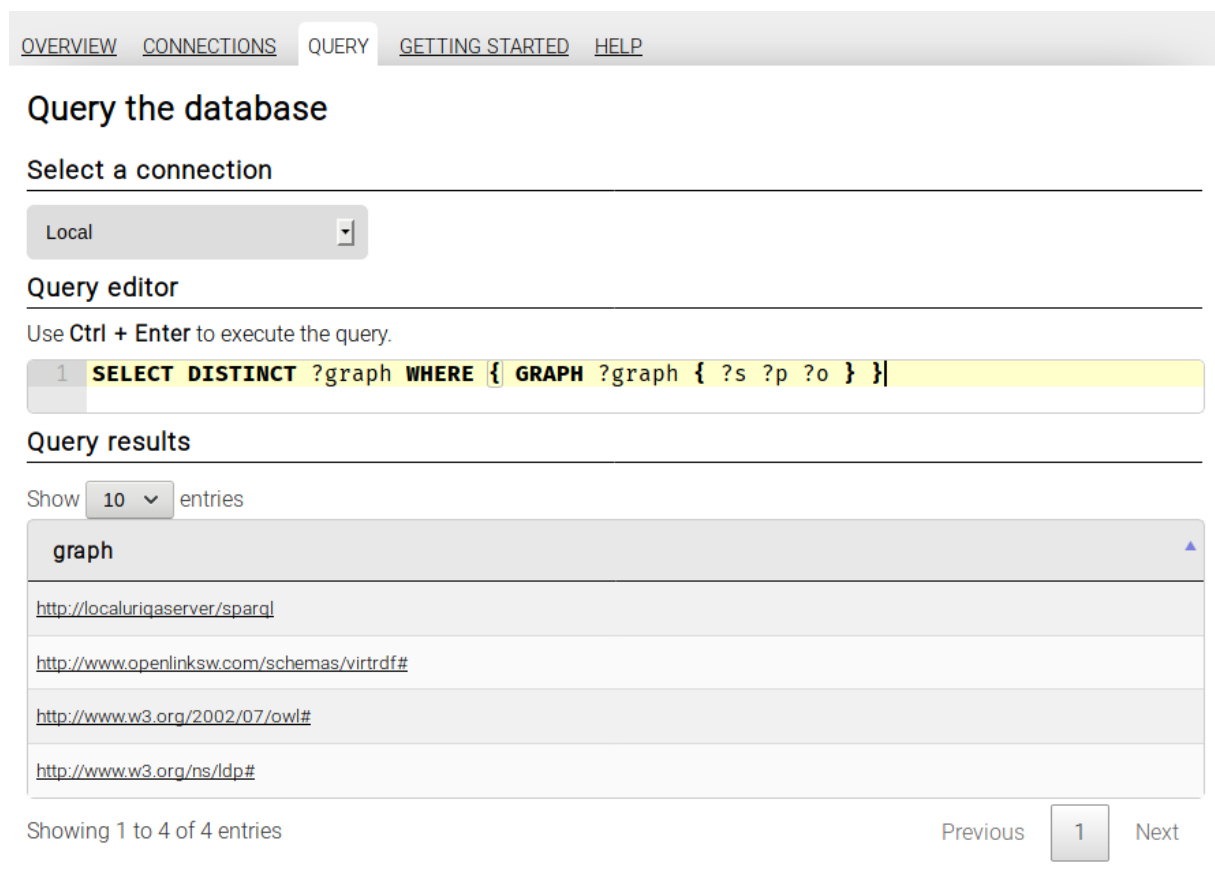 OVERVIEW CONNECTIONS QUERY GETTING STARTED HELP
Query the database
Select a connection
Local
Query editor
Use Ctrl + Enter to execute the query.
1 SELECT DISTINCT ?graph WHERE { GRAPH ?graph { ?s ?p ?o } }
Query results
Show 10 entries
graph
http://localuriqaserver/sparql
http://www.openlinksw.com/schemas/virtrdf#
http://www.w3.org/2002/07/owl#
http://www.w3.org/ns/ldp#
Showing 1 to 4 of 4 entries Previous 1 Next